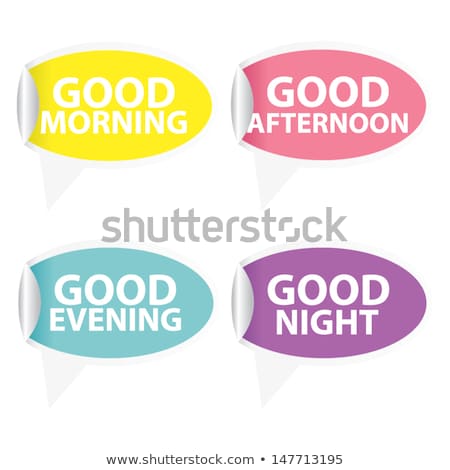 GOOD
MORNING
GOOD
AFTERNOON
shutterstock
GOOD
EVENING
GOOD
NIGHT
www.shutterstock.com · 147713195